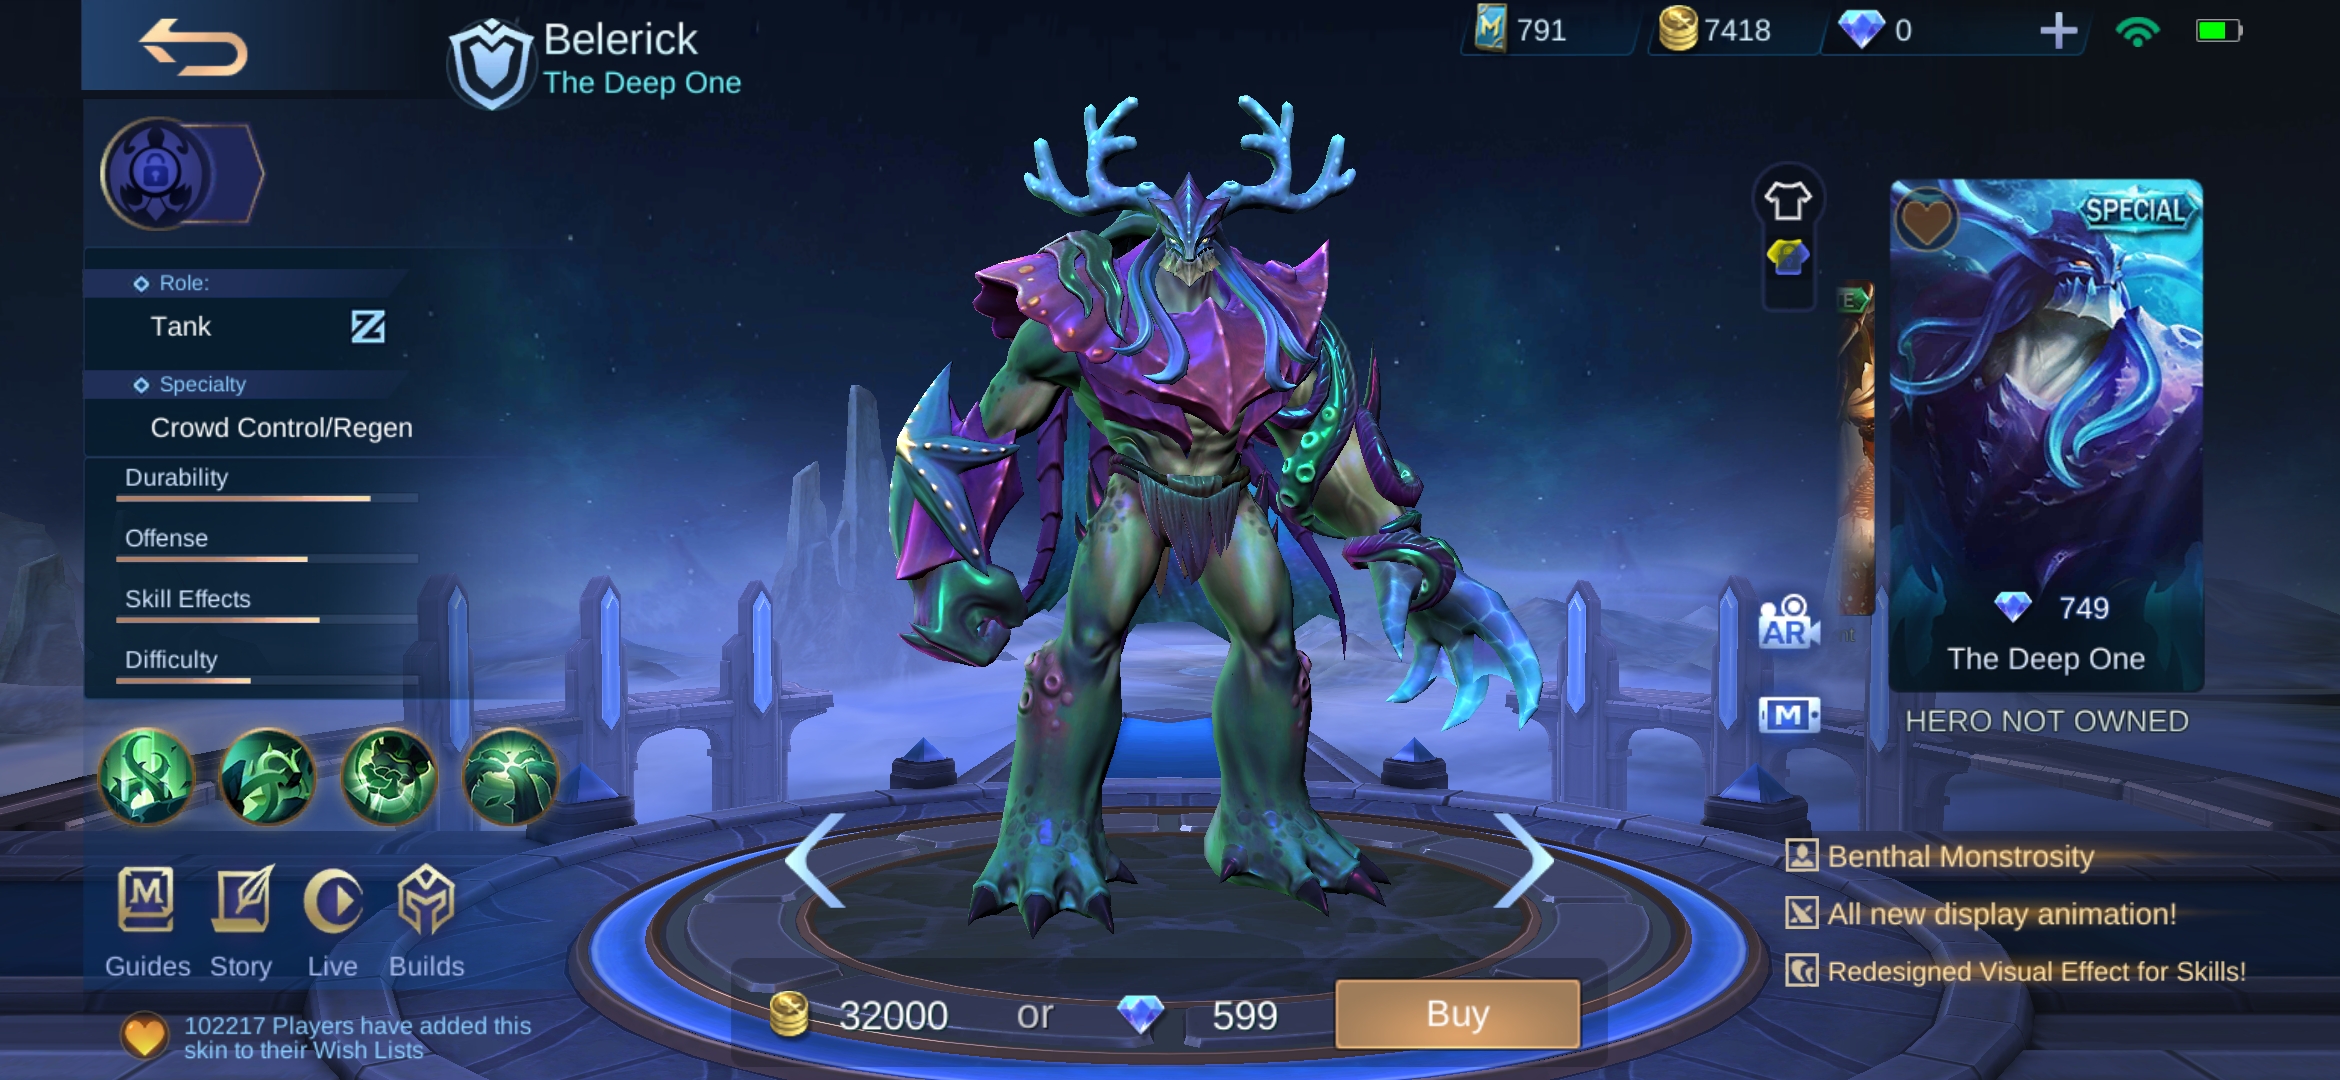 Belerick
The Deep One
791
7418
0
Role:
Tank
Specialty
Crowd Control/Regen
Durability
Offense
Skill Effects
Difficulty
M
Guides
Story
Live
Builds
102217 Players have added this
skin to their Wish Lists
32000
or
599
Buy
E
SPECIAL
749
The Deep One
HERO NOT OWNED
AR
M
Benthal Monstrosity
All new display animation!
Redesigned Visual Effect for Skills!